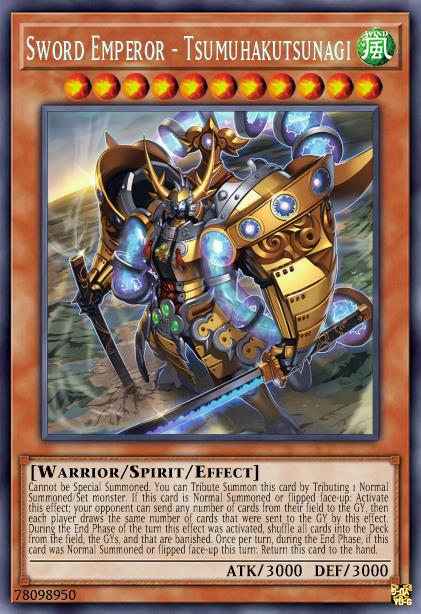 SWORD EMPEROR - TSUMUHAKUTSUNAGI
WIND
風
[WARRIOR/SPIRIT/EFFECT]
Cannot be Special Summoned. You can Tribute Summon this card by Tributing 1 Normal
Summoned/Set monster. If this card is Normal Summoned or flipped face-up: Activate
this effect; your opponent can send any number of cards from their field to the GY, then
each player draws the same number of cards that were sent to the GY by this effect.
During the End Phase of the turn this effect was activated, shuffle all cards into the Deck
from the field, the GYs, and that are banished. Once per turn, during the End Phase, if this
card was Normal Summoned or flipped face-up this turn: Return this card to the hand.
ATK/3000 DEF/3000
78098950